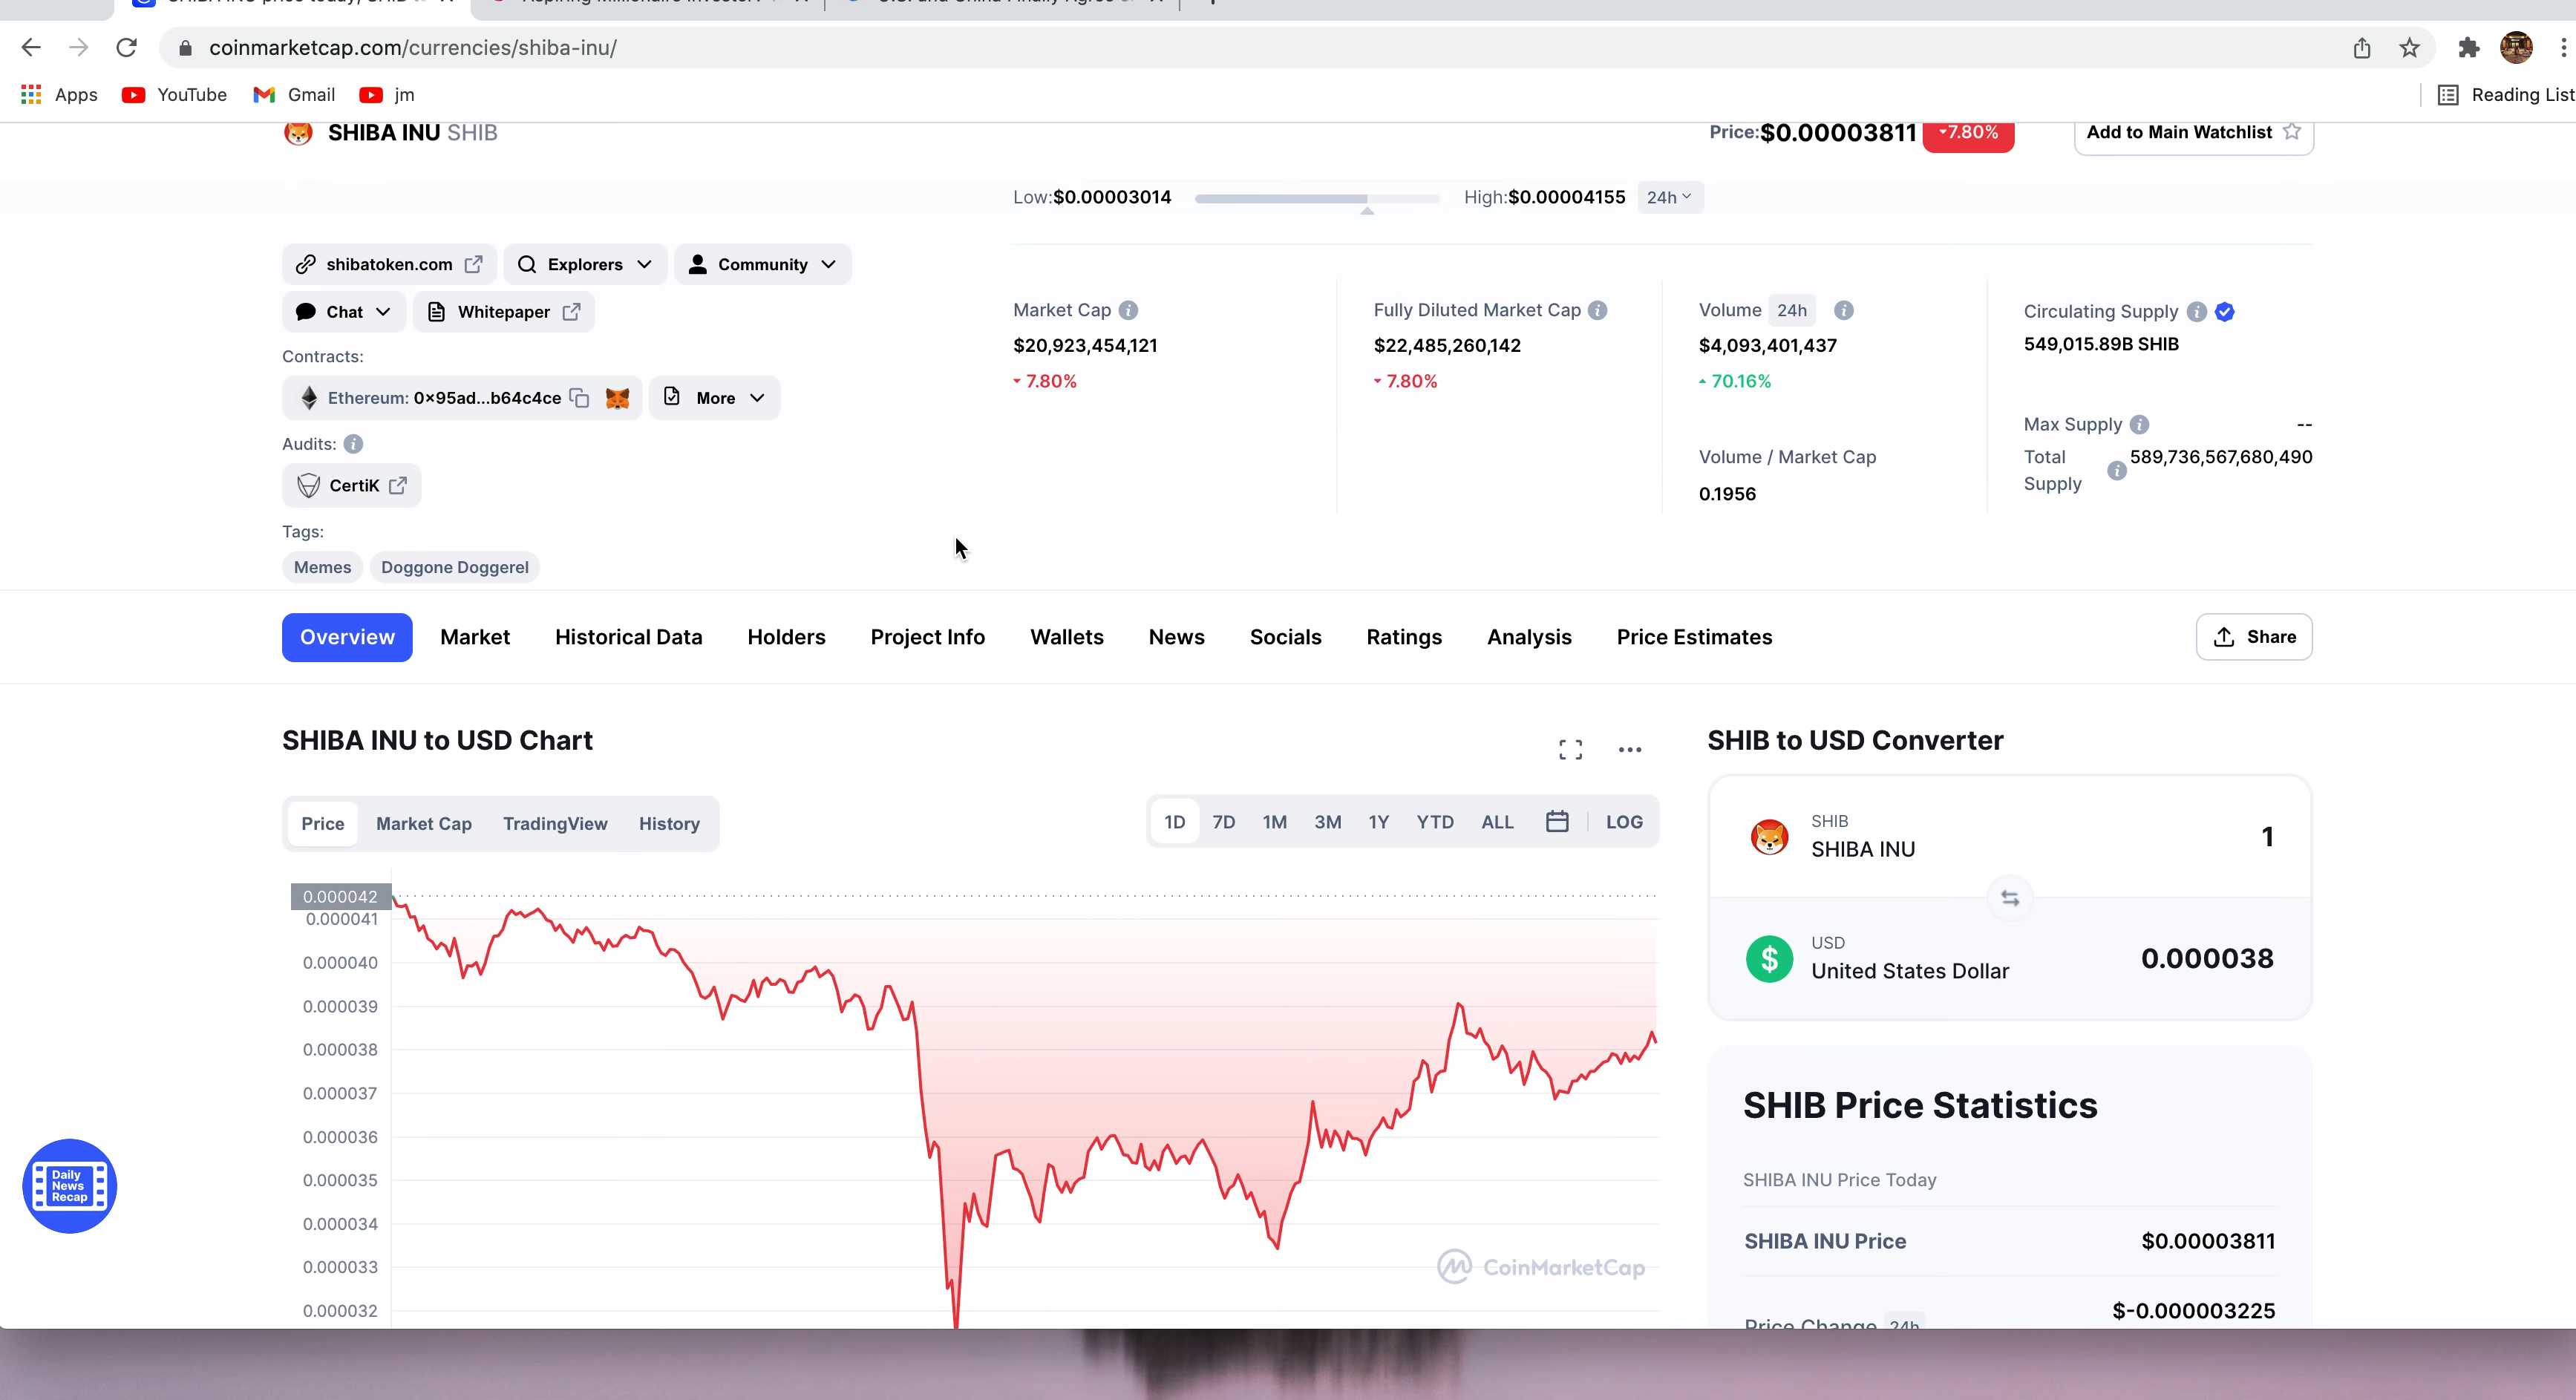 coinmarketcap.com/currencies/shiba-inu/
Apps YouTube Gmail jm Reading List
SHIBA INU SHIB Price:$0.00003811 7.80% Add to Main Watchlist
Low:$0.00003014 High:$0.00004155 24h
shibatoken.com Explorers Community
Chat Whitepaper
Contracts:
Ethereum: 0×95ad...b64c4ce More
Audits:
CertiK
Tags:
Memes Doggone Doggerel
Market Cap
$20,923,454,121
7.80%
Fully Diluted Market Cap
$22,485,260,142
7.80%
Volume 24h
$4,093,401,437
70.16%
Volume / Market Cap
0.1956
Circulating Supply
549,015.89B SHIB
Max Supply --
Total 589,736,567,680,490
Supply
Overview Market Historical Data Holders Project Info Wallets News Socials Ratings Analysis Price Estimates Share
SHIBA INU to USD Chart
Price Market Cap TradingView History
1D 7D 1M 3M 1Y YTD ALL LOG
0.000042
0.000041
0.000040
0.000039
0.000038
0.000037
0.000036
0.000035
0.000034
0.000033
0.000032
CoinMarketCap
Daily
News
Recap
SHIB to USD Converter
SHIB
SHIBA INU 1
USD
United States Dollar 0.000038
SHIB Price Statistics
SHIBA INU Price Today
SHIBA INU Price $0.00003811
$-0.000003225
Price Change 24h